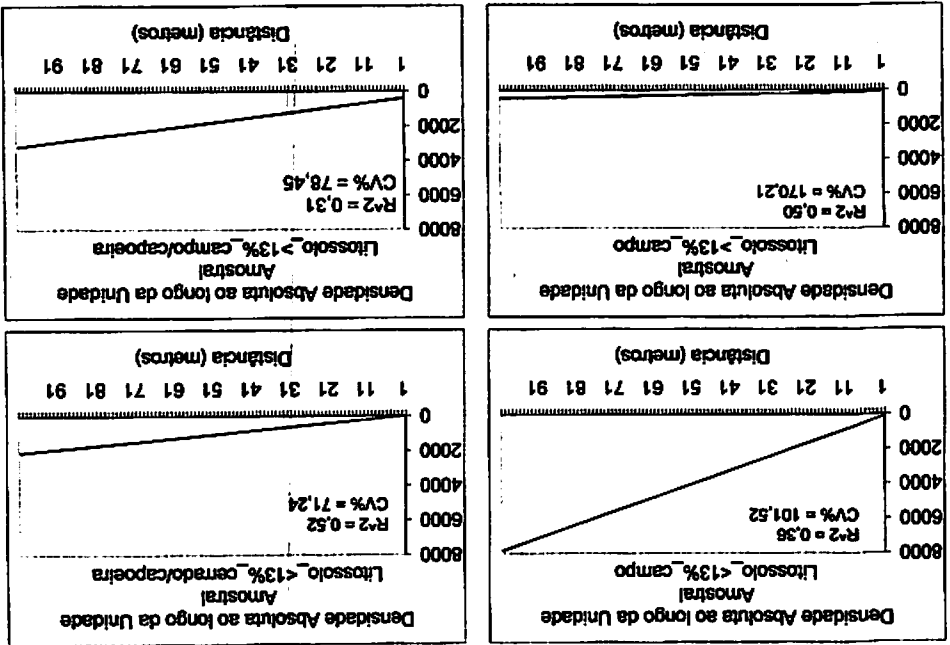 Densidade Absoluta ao longo da Unidade
Amostral
Litossolo_<13%_campo
8000
6000
4000
2000
0
R^2 = 0,36
CV% = 101,52
1 11 21 31 41 51 61 71 81 91
Distância (metros)
Densidade Absoluta ao longo da Unidade
Amostral
Litossolo_<13%_cerrado/capoeira
8000
6000
4000
2000
0
R^2 = 0,52
CV% = 71,24
1 11 21 31 41 51 61 71 81 91
Distância (metros)
Densidade Absoluta ao longo da Unidade
Amostral
Litossolo_>13%_campo
8000
6000
4000
2000
0
R^2 = 0,50
CV% = 170,21
1 11 21 31 41 51 61 71 81 91
Distância (metros)
Densidade Absoluta ao longo da Unidade
Amostral
Litossolo_>13%_campo/capoeira
8000
6000
4000
2000
0
R^2 = 0,31
CV% = 78,45
1 11 21 31 41 51 61 71 81 91
Distância (metros)